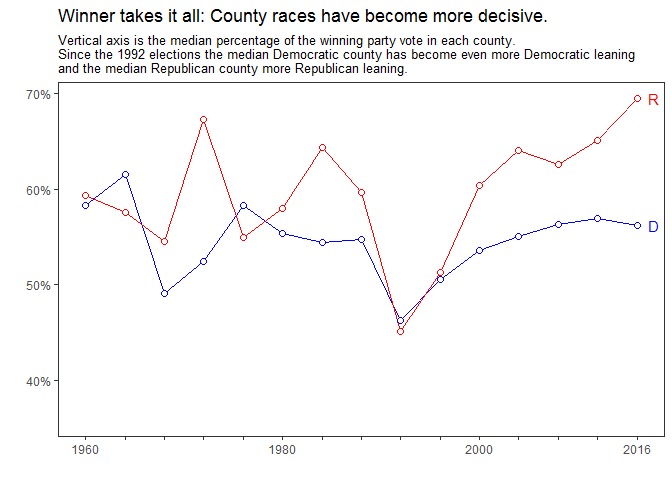 Winner takes it all: County races have become more decisive.
Vertical axis is the median percentage of the winning party vote in each county.
Since the 1992 elections the median Democratic county has become even more Democratic leaning
and the median Republican county more Republican leaning.
70%
R
60%
D
50%
40%
1960
1980
2000
2016